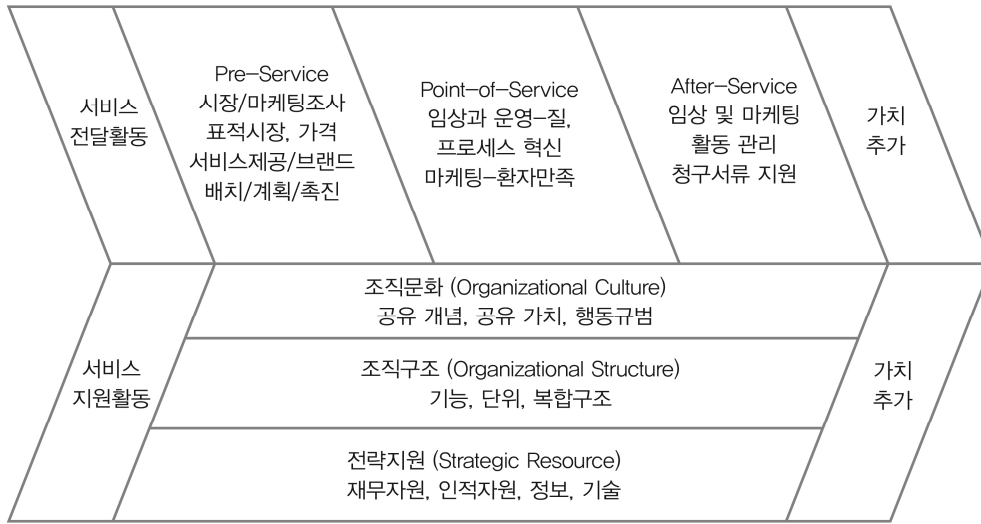 서비스
전달활동
Pre-Service
시장/마케팅조사
표적시장, 가격
서비스제공/브랜드
배치/계획/촉진
Point-of-Service
임상과 운영-질,
프로세스 혁신
마케팅-환자만족
After-Service
임상 및 마케팅
활동 관리
청구서류 지원
가치
추가
서비스
지원활동
조직문화 (Organizational Culture)
공유 개념, 공유 가치, 행동규범
조직구조 (Organizational Structure)
기능, 단위, 복합구조
전략지원 (Strategic Resource)
재무자원, 인적자원, 정보, 기술
가치
추가